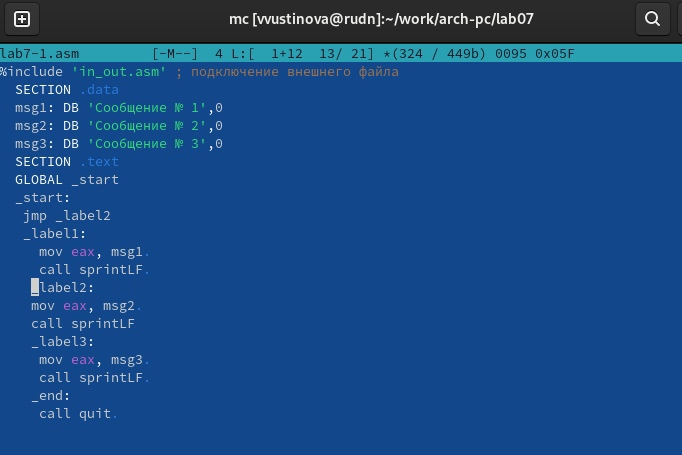 mc [vvustinova@rudn]:~/work/arch-pc/lab07
lab7-1.asm [-M--] 4 L:[ 1+12 13/ 21] *(324 / 449b) 0095 0x05F
%include 'in_out.asm' ; подключение внешнего файла
SECTION .data
msg1: DB 'Сообщение № 1',0
msg2: DB 'Сообщение № 2',0
msg3: DB 'Сообщение № 3',0
SECTION .text
GLOBAL _start
_start:
jmp _label2
_label1:
mov eax, msg1.
call sprintLF.
_label2:
mov eax, msg2.
call sprintLF
_label3:
mov eax, msg3.
call sprintLF.
_end:
call quit.